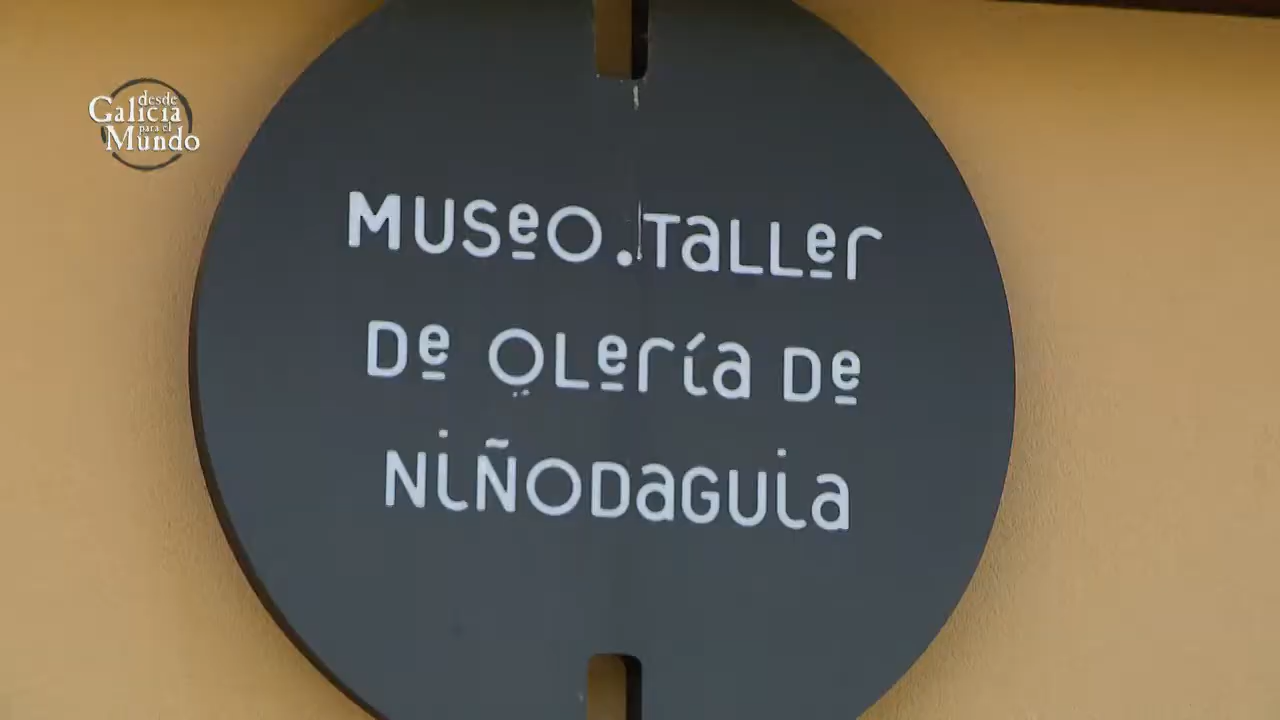 desde
Galicia
para el
Mundo
Museo.Taller
De OLería De
NiÑODaGUia